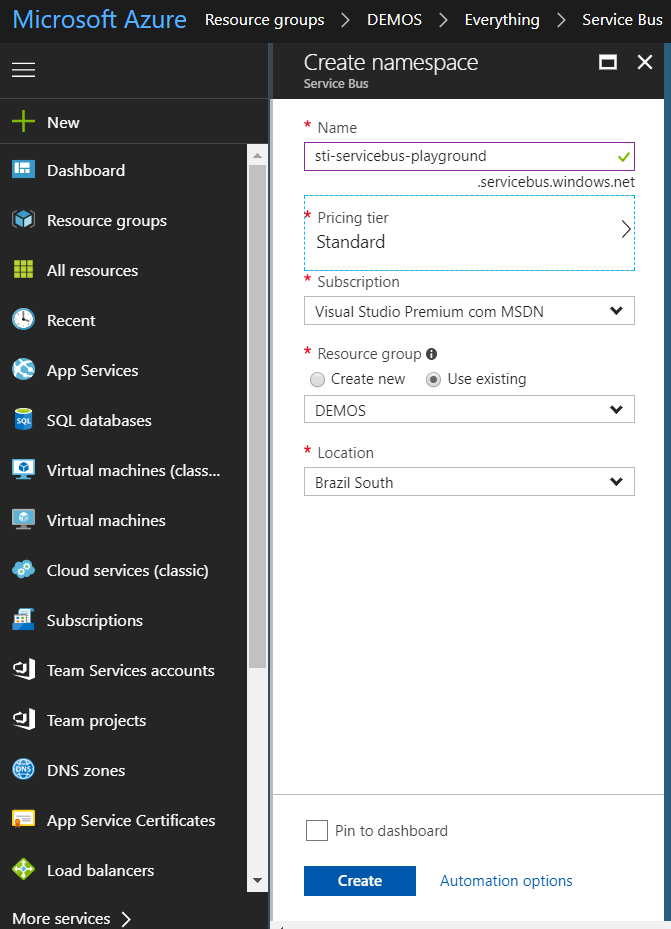 Microsoft Azure Resource groups > DEMOS > Everything > Service Bus
Create namespace
Service Bus
New
Dashboard
Resource groups
All resources
Recent
App Services
SQL databases
Virtual machines (class...
Virtual machines
Cloud services (classic)
Subscriptions
Team Services accounts
Team projects
DNS zones
App Service Certificates
Load balancers
More services >
* Name
sti-servicebus-playground
.servicebus.windows.net
* Pricing tier
Standard
* Subscription
Visual Studio Premium com MSDN
* Resource group
Create new Use existing
DEMOS
* Location
Brazil South
Pin to dashboard
Create Automation options